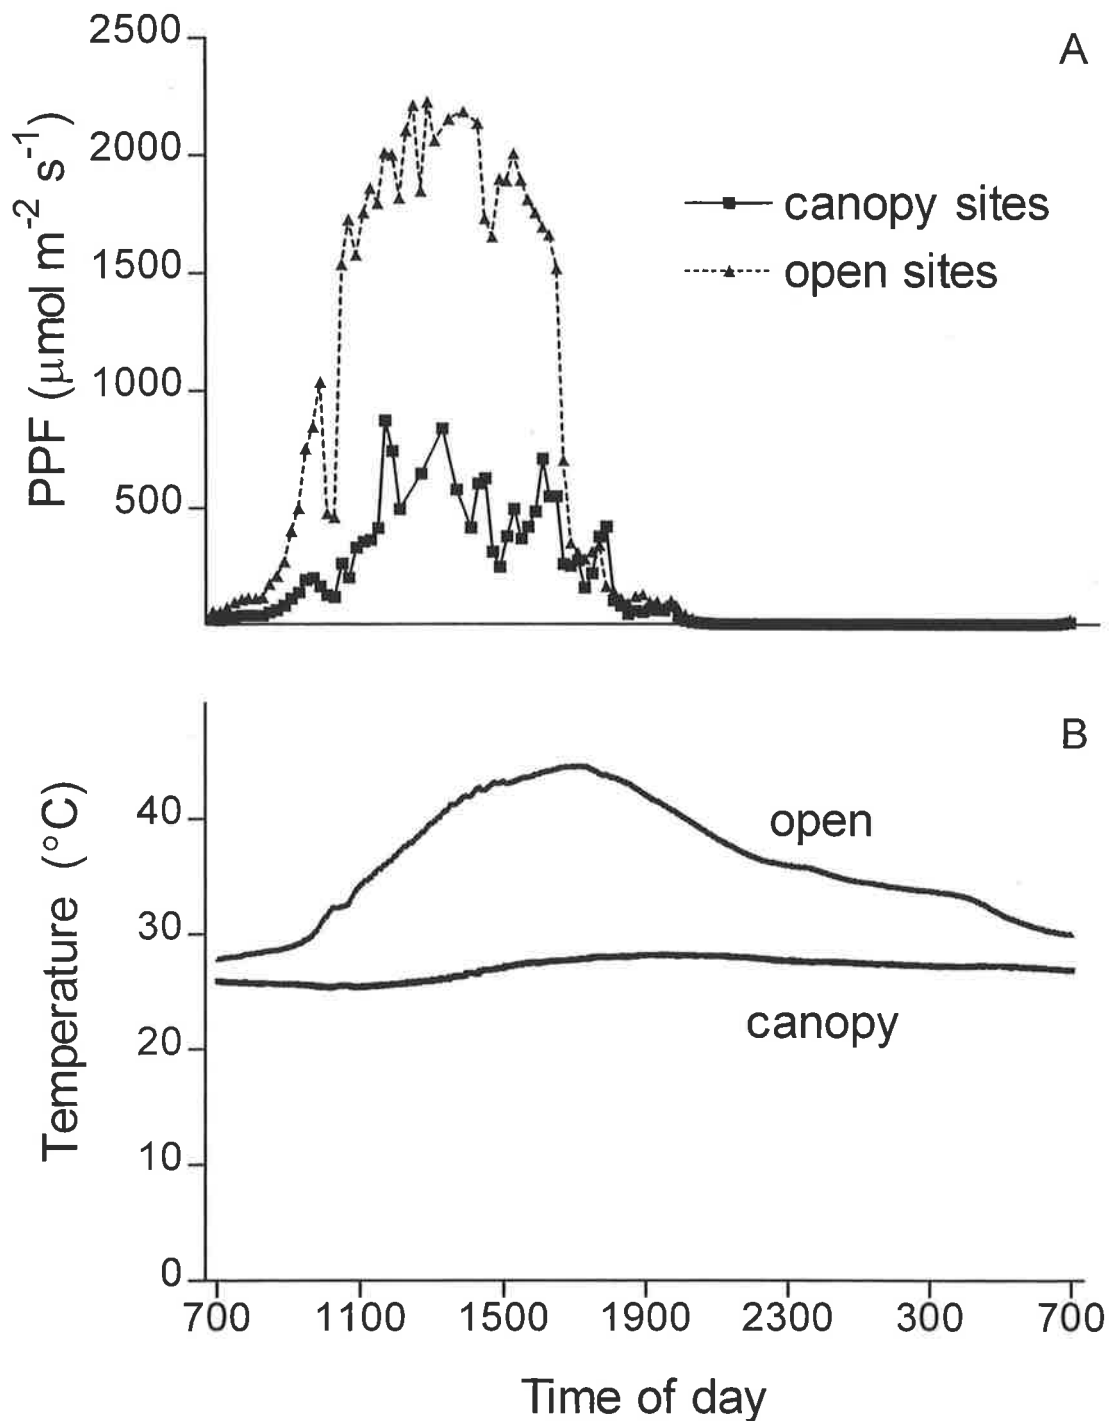 A
2500
2000
1500
1000
500
PPF (μmol m⁻² s⁻¹)
canopy sites
open sites
B
40
30
20
10
0
Temperature (°C)
open
canopy
700 1100 1500 1900 2300 300 700
Time of day